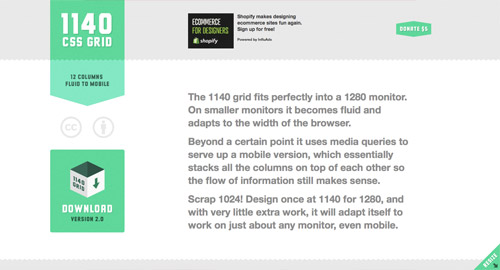 1140
CSS GRID
12 COLUMNS
FLUID TO MOBILE
ECOMMERCE
FOR DESIGNERS
shopify
Shopify makes designing
ecommerce sites fun again.
Sign up for free!
Powered by InfluAds
DONATE $5
The 1140 grid fits perfectly into a 1280 monitor.
On smaller monitors it becomes fluid and
adapts to the width of the browser.
Beyond a certain point it uses media queries to
serve up a mobile version, which essentially
stacks all the columns on top of each other so
the flow of information still makes sense.
Scrap 1024! Design once at 1140 for 1280, and
with very little extra work, it will adapt itself to
work on just about any monitor, even mobile.
cc
1140
GRID
DOWNLOAD
VERSION 2.0